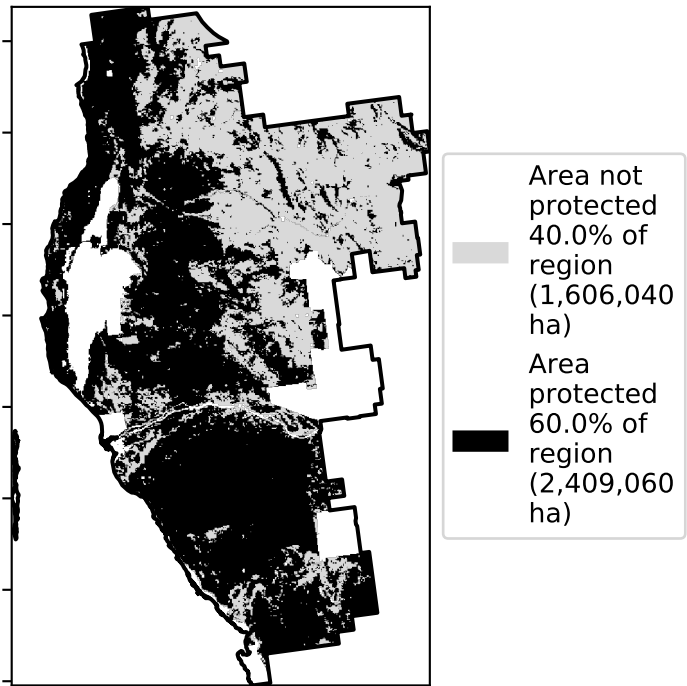 Area not
protected
40.0% of
region
(1,606,040
ha)
Area
protected
60.0% of
region
(2,409,060
ha)